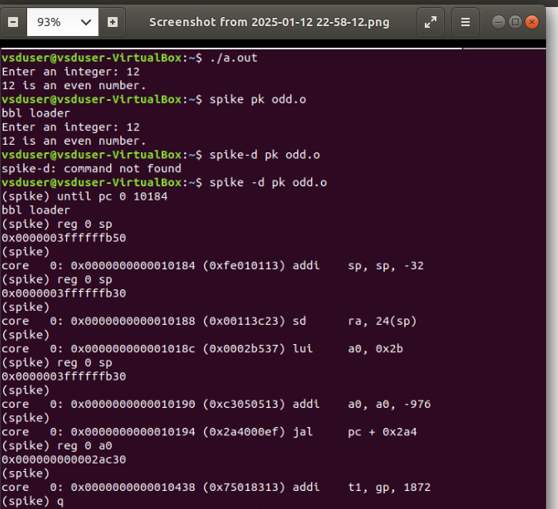 93%
Screenshot from 2025-01-12 22-58-12.png
vsduser@vsduser-VirtualBox:~$ ./a.out
Enter an integer: 12
12 is an even number.
vsduser@vsduser-VirtualBox:~$ spike pk odd.o
bbl loader
Enter an integer: 12
12 is an even number.
vsduser@vsduser-VirtualBox:~$ spike-d pk odd.o
spike-d: command not found
vsduser@vsduser-VirtualBox:~$ spike -d pk odd.o
(spike) until pc 0 10184
bbl loader
(spike) reg 0 sp
0x0000003ffffffb50
(spike)
core   0: 0x0000000000010184 (0xfe010113) addi    sp, sp, -32
(spike) reg 0 sp
0x0000003ffffffb30
(spike)
core   0: 0x0000000000010188 (0x00113c23) sd      ra, 24(sp)
(spike)
core   0: 0x000000000001018c (0x0002b537) lui     a0, 0x2b
(spike) reg 0 sp
0x0000003ffffffb30
(spike)
core   0: 0x0000000000010190 (0xc3050513) addi    a0, a0, -976
(spike)
core   0: 0x0000000000010194 (0x2a4000ef) jal     pc + 0x2a4
(spike) reg 0 a0
0x000000000002ac30
(spike)
core   0: 0x0000000000010438 (0x75018313) addi    t1, gp, 1872
(spike) q